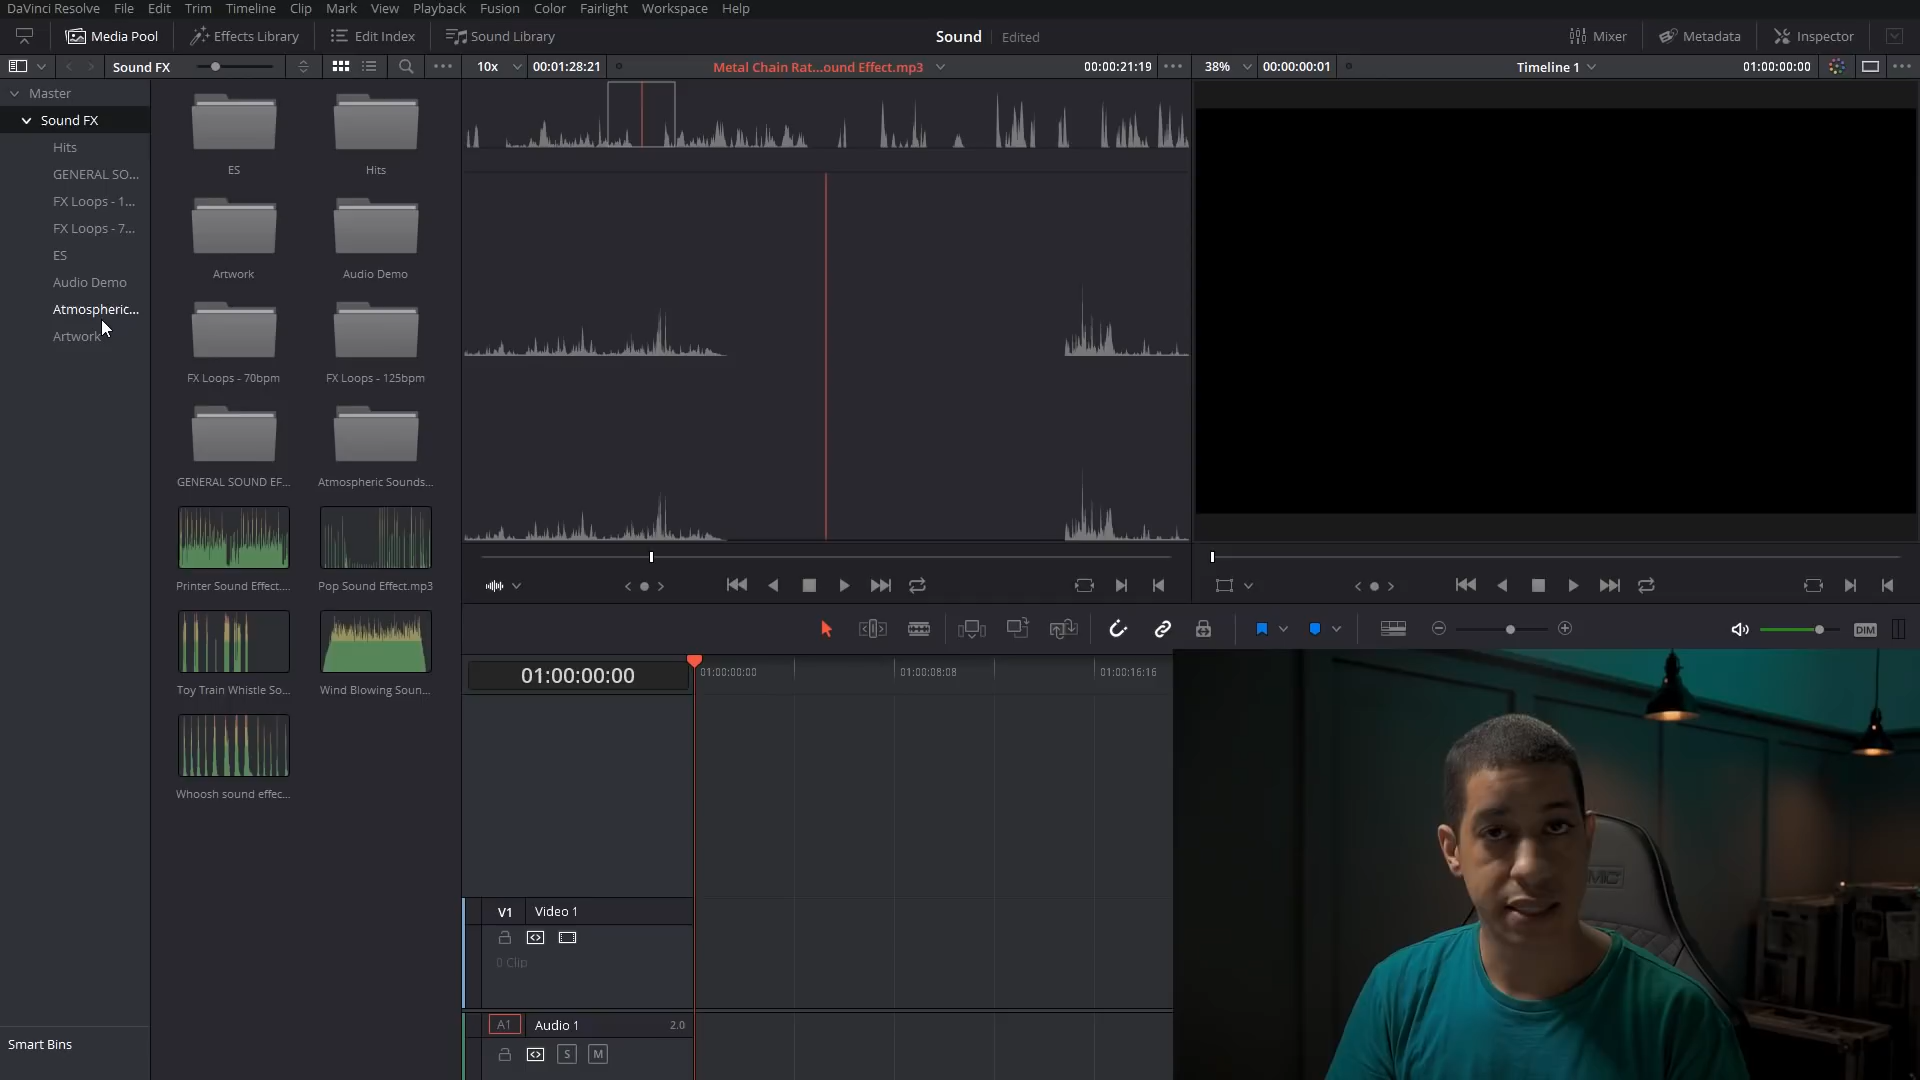 DaVinci Resolve File Edit Trim Timeline Clip Mark View Playback Fusion Color Fairlight Workspace Help
Media Pool Effects Library Edit Index Sound Library Sound Edited Mixer Metadata Inspector
Sound FX 10x 00:01:28:21 Metal Chain Rat...ound Effect.mp3 00:00:21:19 38% 00:00:00:01 Timeline 1 01:00:00:00
Master
Sound FX
Hits
GENERAL SO...
FX Loops - 1...
FX Loops - 7...
ES
Audio Demo
Atmospheric...
Artwork
ES Hits
Artwork Audio Demo
FX Loops - 70bpm FX Loops - 125bpm
GENERAL SOUND EF... Atmospheric Sounds...
Printer Sound Effect.... Pop Sound Effect.mp3
Toy Train Whistle So... Wind Blowing Soun...
Whoosh sound effec...
DIM
01:00:00:00 01:00:00:00 01:00:08:08 01:00:16:16
V1 Video 1
0 Clip
A1 Audio 1 2.0
S M
Smart Bins